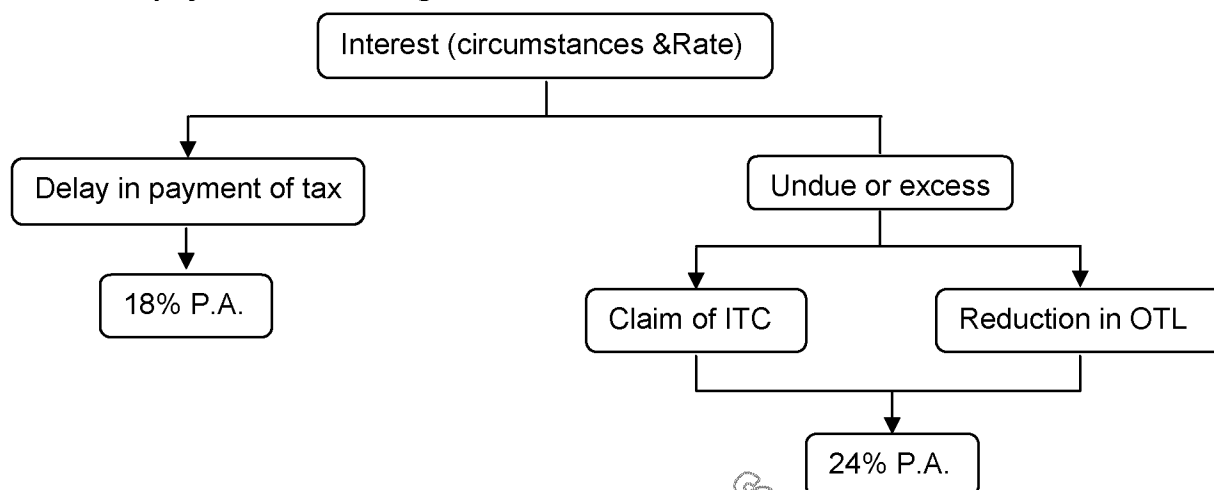 Interest (circumstances &Rate)
Delay in payment of tax
Undue or excess
18% P.A.
Claim of ITC
Reduction in OTL
24% P.A.